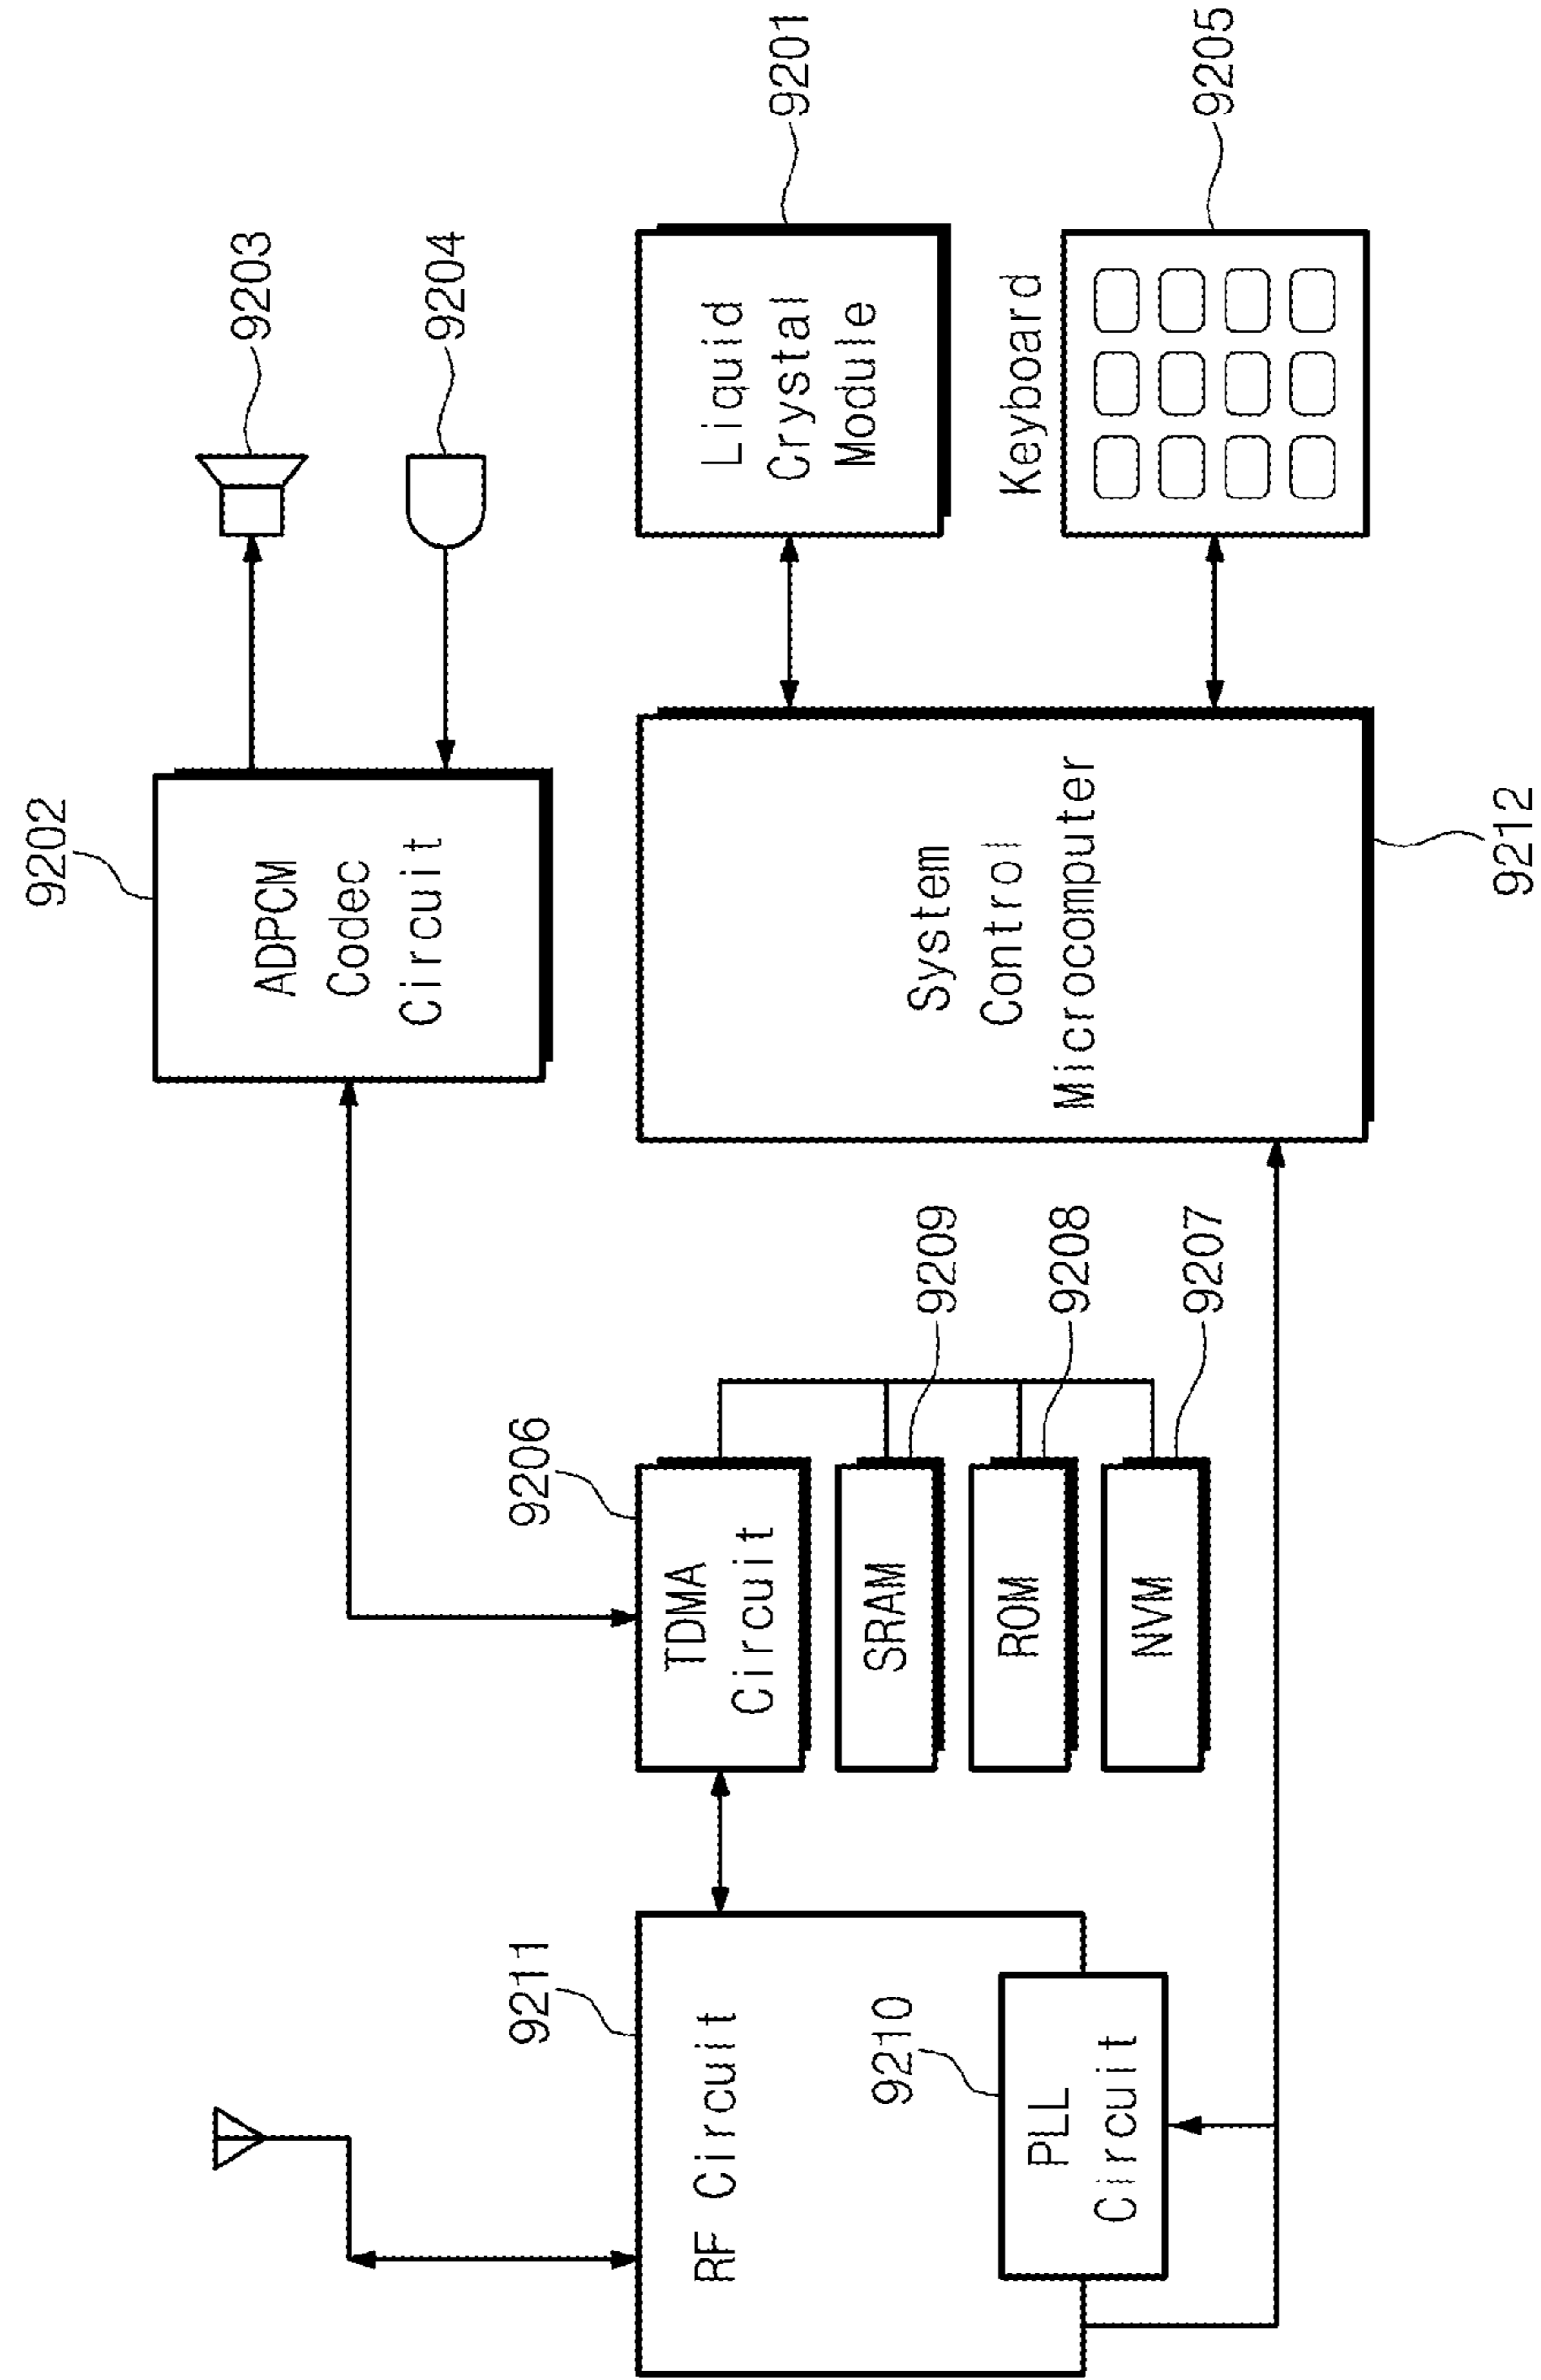 9202
ADPCM
Codec
Circuit
9203
9204
9211
RF Circuit
9210
PLL
Circuit
9206
TDMA
Circuit
SRAM
9209
ROM
9208
NVM
9207
System
Control
Microcomputer
9212
Liquid
Crystal
Module
9201
Keyboard
9205